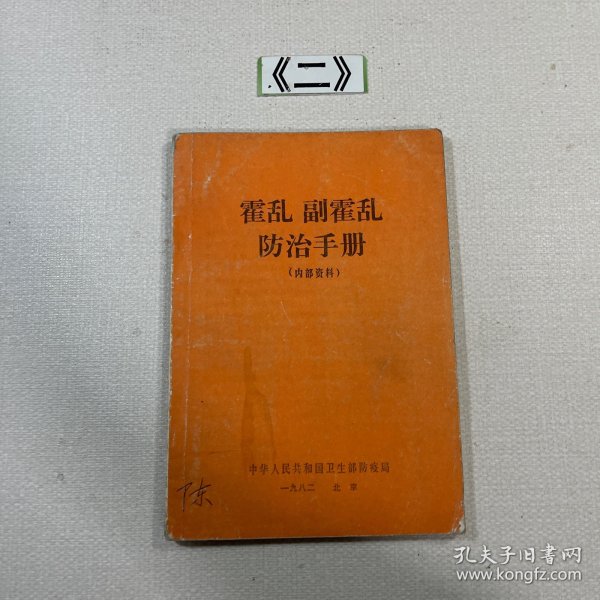 《二》
霍乱 副霍乱
防治手册
(内部资料)
中华人民共和国卫生部防疫局
一九八二 北京
陈
孔夫子旧书网
www.kongfz.com